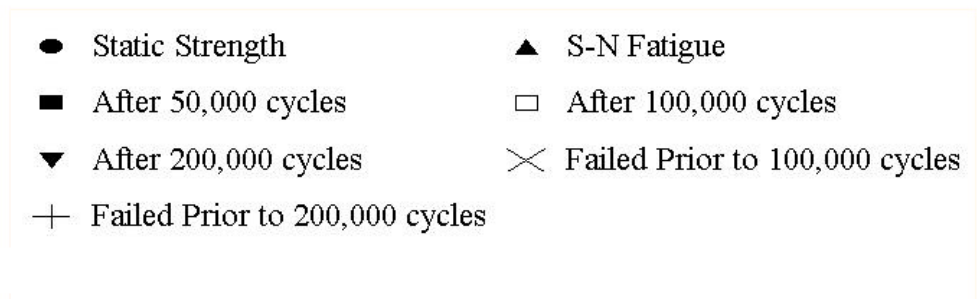 Static Strength
S-N Fatigue
After 50,000 cycles
After 100,000 cycles
After 200,000 cycles
Failed Prior to 100,000 cycles
Failed Prior to 200,000 cycles